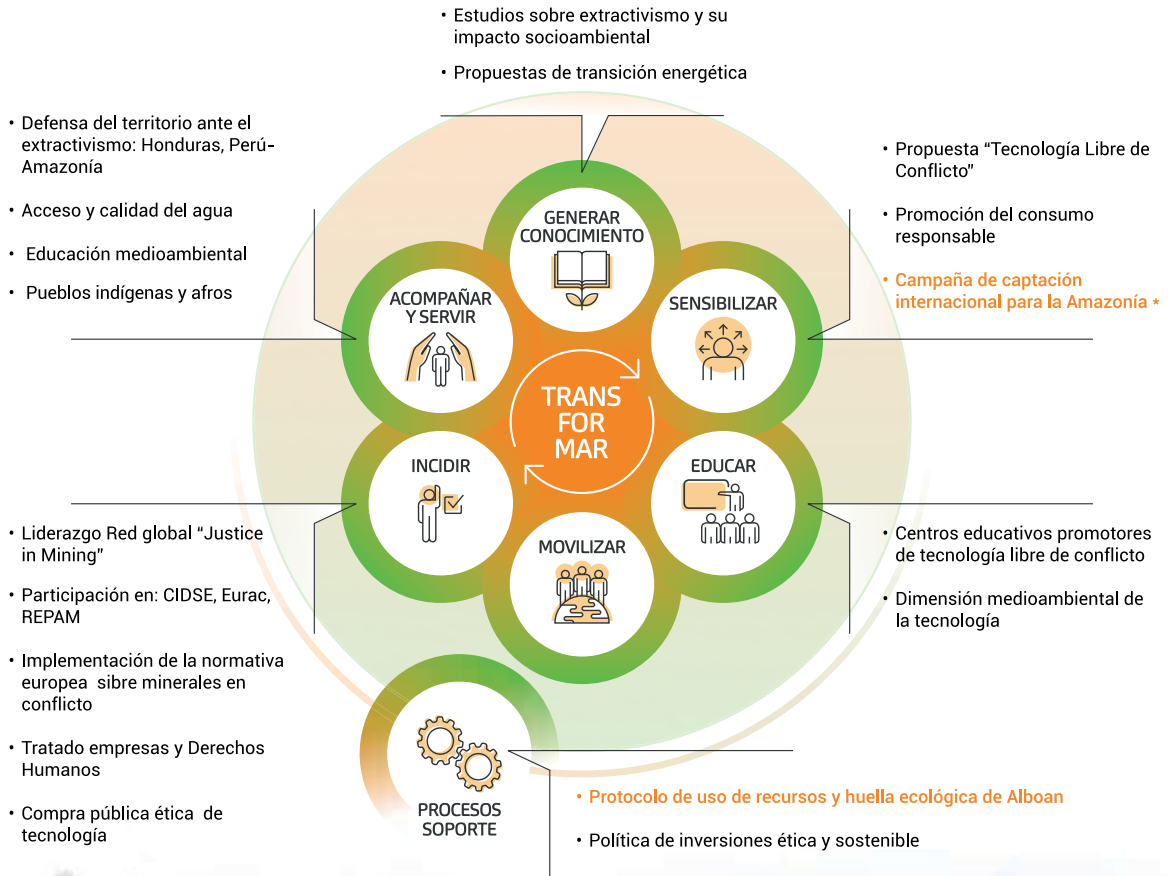 • Estudios sobre extractivismo y su
impacto socioambiental
• Propuestas de transición energética
• Defensa del territorio ante el
extractivismo: Honduras, Perú-
Amazonía
• Acceso y calidad del agua
• Educación medioambiental
• Pueblos indígenas y afros
• Propuesta “Tecnología Libre de
Conflicto”
• Promoción del consumo
responsable
• Campaña de captación
internacional para la Amazonía *
GENERAR
CONOCIMIENTO
ACOMPAÑAR
Y SERVIR
SENSIBILIZAR
TRANS
FOR
MAR
INCIDIR
EDUCAR
MOVILIZAR
• Liderazgo Red global “Justice
in Mining”
• Participación en: CIDSE, Eurac,
REPAM
• Implementación de la normativa
europea sibre minerales en
conflicto
• Tratado empresas y Derechos
Humanos
• Compra pública ética de
tecnología
• Centros educativos promotores
de tecnología libre de conflicto
• Dimensión medioambiental de
la tecnología
PROCESOS
SOPORTE
• Protocolo de uso de recursos y huella ecológica de Alboan
• Política de inversiones ética y sostenible